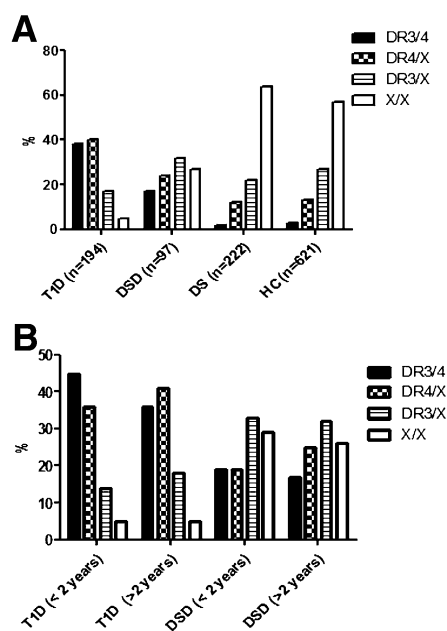 A
80
60
40
20
0
%
DR3/4
DR4/X
DR3/X
X/X
T1D (n=194)
DSD (n=97)
DS (n=222)
HC (n=621)
B
50
40
30
20
10
0
%
DR3/4
DR4/X
DR3/X
X/X
T1D (< 2 years)
T1D (>2 years)
DSD (< 2 years)
DSD (>2 years)